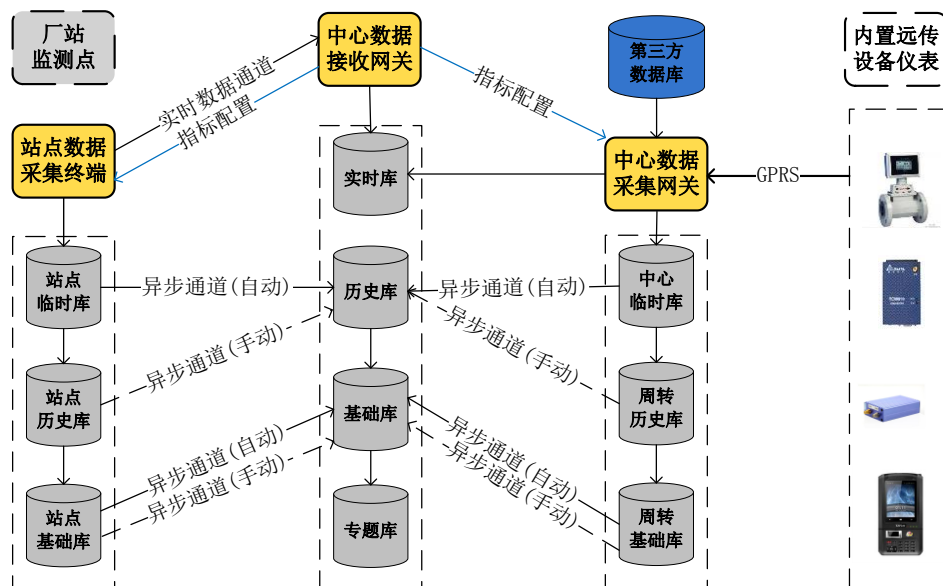 厂站
监测点
中心数据
接收网关
第三方
数据库
内置远传
设备仪表
实时数据通道
指标配置
指标配置
站点数据
采集终端
实时库
中心数据
采集网关
GPRS
站点
临时库
异步通道(自动)
历史库
异步通道(自动)
中心
临时库
异步通道(手动)
异步通道(手动)
站点
历史库
基础库
周转
历史库
异步通道(自动)
异步通道(手动)
异步通道(自动)
异步通道(手动)
站点
基础库
专题库
周转
基础库